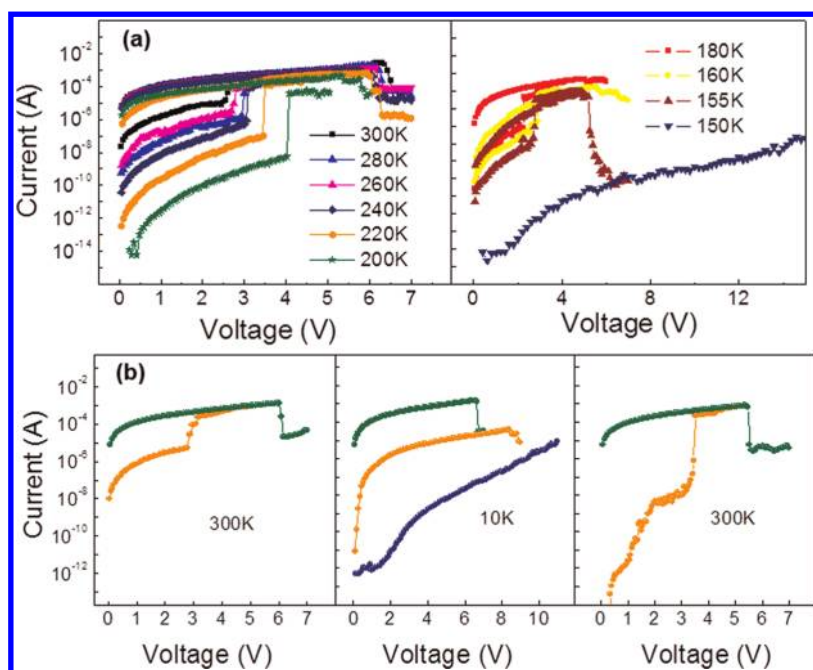 (a)
Current (A)
10-2
10-4
10-6
10-8
10-10
10-12
10-14
300K
280K
260K
240K
220K
200K
0 1 2 3 4 5 6 7
Voltage (V)
180K
160K
155K
150K
0 4 8 12
Voltage (V)
(b)
Current (A)
10-2
10-4
10-6
10-8
10-10
10-12
300K
0 1 2 3 4 5 6 7
Voltage (V)
10K
0 2 4 6 8 10
Voltage (V)
300K
0 1 2 3 4 5 6 7
Voltage (V)